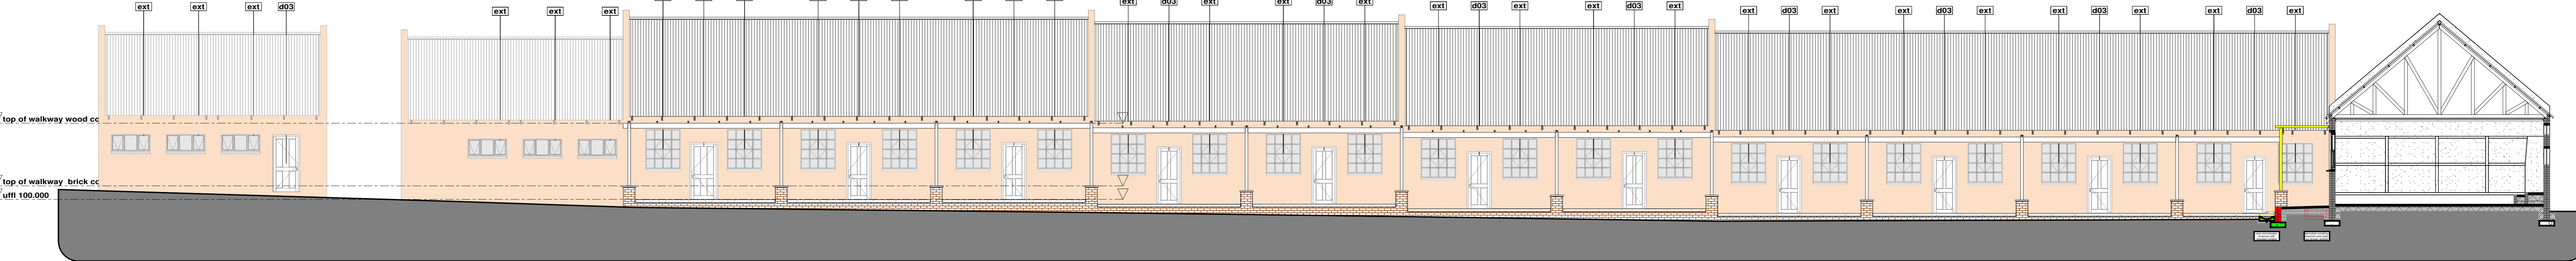 ext ext ext d03 ext ext ext ext d03 ext ext d03 ext ext d03 ext ext d03 ext ext d03 ext ext d03 ext ext d03 ext ext d03 ext
top of walkway wood co
top of walkway brick co
uffl 100.000